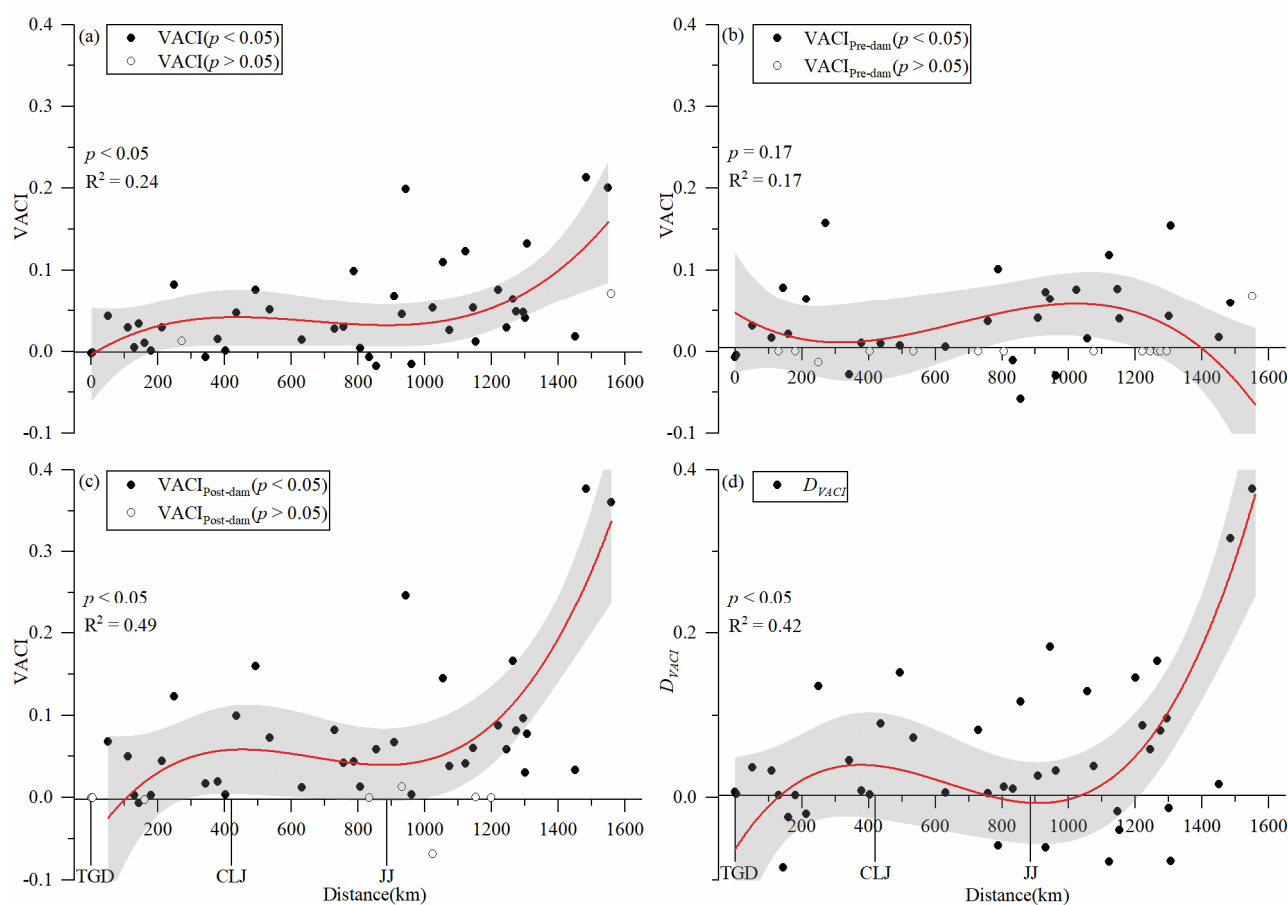 (a)
VACI(p < 0.05)
VACI(p > 0.05)
p < 0.05
R² = 0.24
VACI
0.4
0.3
0.2
0.1
0.0
-0.1
0 200 400 600 800 1000 1200 1400 1600
(b)
VACI_Pre-dam(p < 0.05)
VACI_Pre-dam(p > 0.05)
p = 0.17
R² = 0.17
VACI
0.4
0.3
0.2
0.1
0.0
-0.1
0 200 400 600 800 1000 1200 1400 1600
(c)
VACI_Post-dam(p < 0.05)
VACI_Post-dam(p > 0.05)
p < 0.05
R² = 0.49
VACI
0.4
0.3
0.2
0.1
0.0
-0.1
200 400 600 800 1000 1200 1400 1600
TGD CLJ JJ
Distance(km)
(d)
D_VACI
p < 0.05
R² = 0.42
D_VACI
0.4
0.2
0.0
200 400 600 800 1000 1200 1400 1600
TGD CLJ JJ
Distance(km)